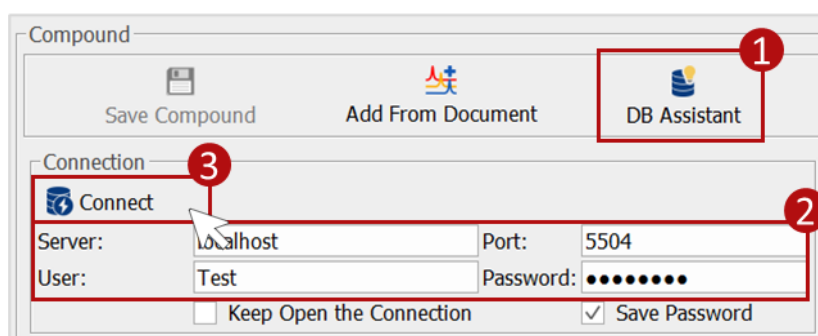 Compound
1
Save Compound Add From Document DB Assistant
Connection
3
Connect
2
Server: localhost Port: 5504
User: Test Password: ●●●●●●●●
Keep Open the Connection Save Password